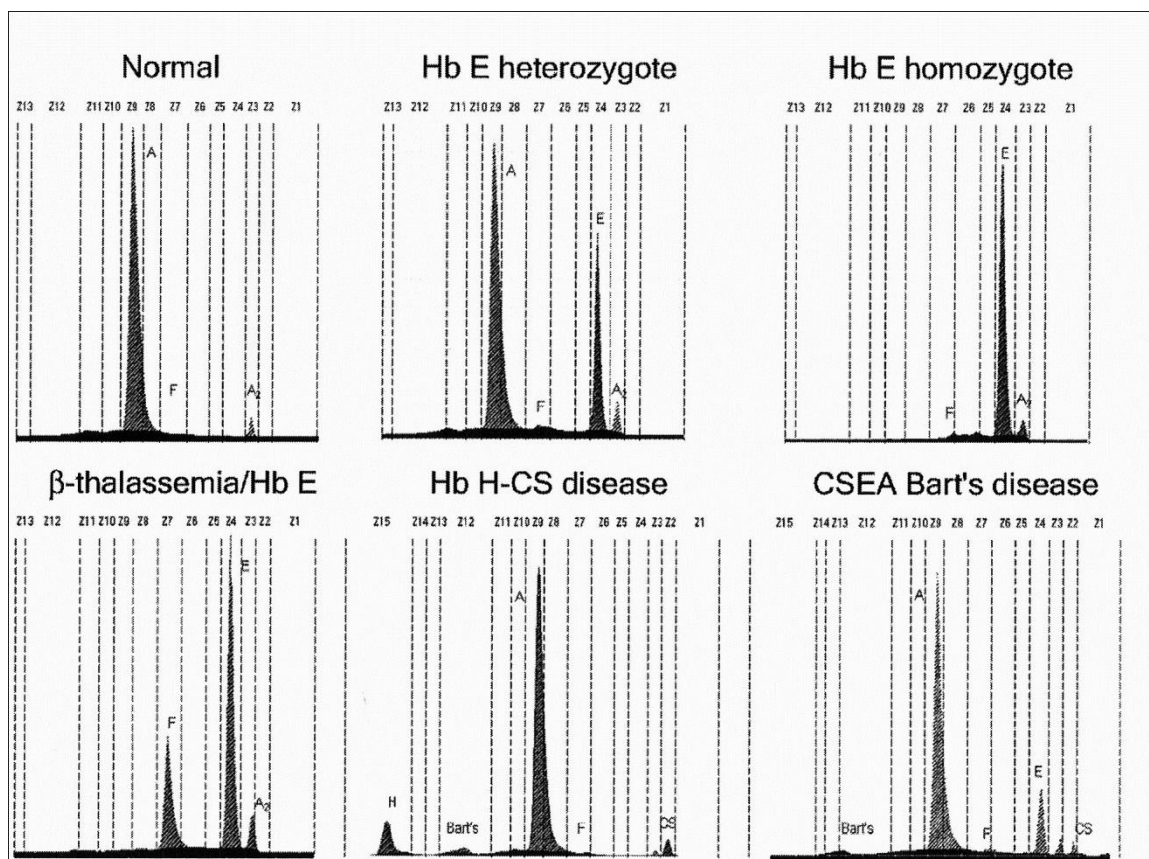 Normal
Z13 Z12 Z11 Z10 Z9 Z8 Z7 Z6 Z5 Z4 Z3 Z2 Z1
A
F
A₂
Hb E heterozygote
Z13 Z12 Z11 Z10 Z9 Z8 Z7 Z6 Z5 Z4 Z3 Z2 Z1
A
E
F
A₂
Hb E homozygote
Z13 Z12 Z11 Z10 Z9 Z8 Z7 Z6 Z5 Z4 Z3 Z2 Z1
E
F
A₂
β-thalassemia/Hb E
Z13 Z12 Z11 Z10 Z9 Z8 Z7 Z6 Z5 Z4 Z3 Z2 Z1
E
F
A₂
Hb H-CS disease
Z15 Z14 Z13 Z12 Z11 Z10 Z9 Z8 Z7 Z6 Z5 Z4 Z3 Z2 Z1
A
H
Bart's
F
CS
CSEA Bart's disease
Z15 Z14 Z13 Z12 Z11 Z10 Z9 Z8 Z7 Z6 Z5 Z4 Z3 Z2 Z1
A
E
Bart's
F
CS